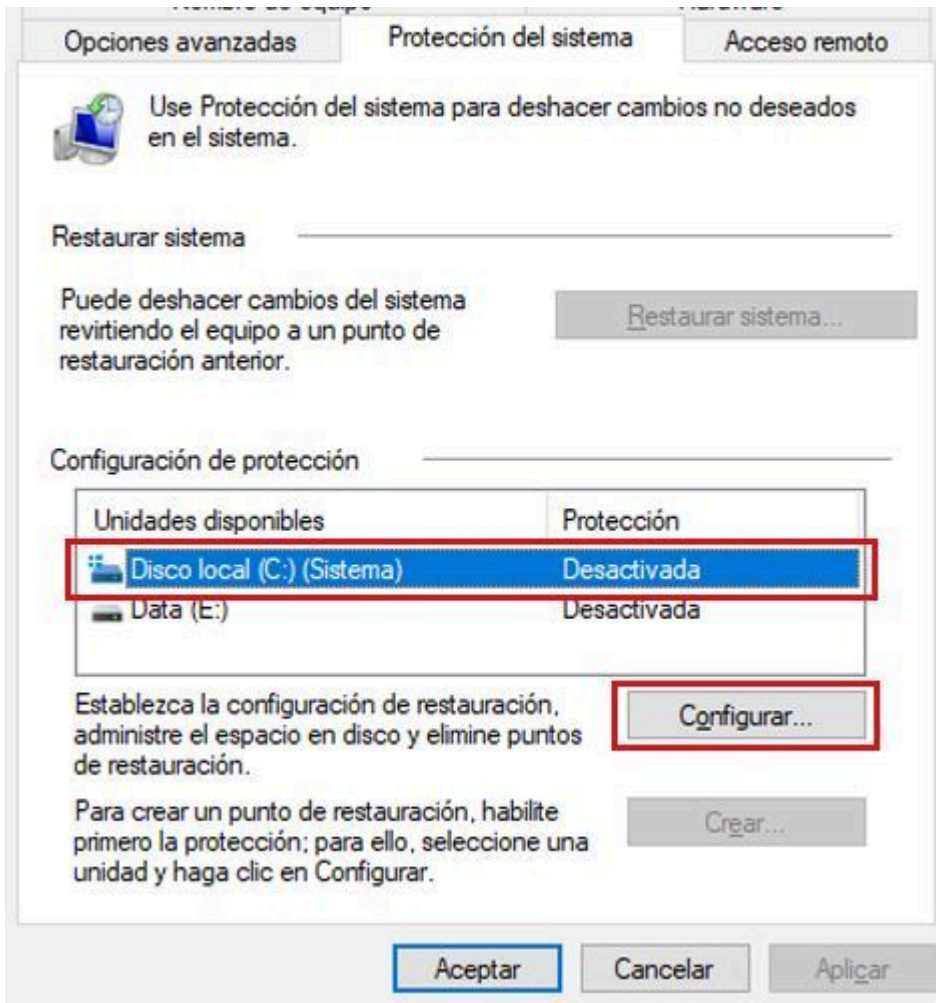 Opciones avanzadas
Protección del sistema
Acceso remoto
Use Protección del sistema para deshacer cambios no deseados
en el sistema.
Restaurar sistema
Puede deshacer cambios del sistema
revirtiendo el equipo a un punto de
restauración anterior.
Restaurar sistema...
Configuración de protección
Unidades disponibles
Protección
Disco local (C:) (Sistema)
Desactivada
Data (E:)
Desactivada
Establezca la configuración de restauración,
administre el espacio en disco y elimine puntos
de restauración.
Configurar...
Para crear un punto de restauración, habilite
primero la protección; para ello, seleccione una
unidad y haga clic en Configurar.
Crear...
Aceptar
Cancelar
Aplicar